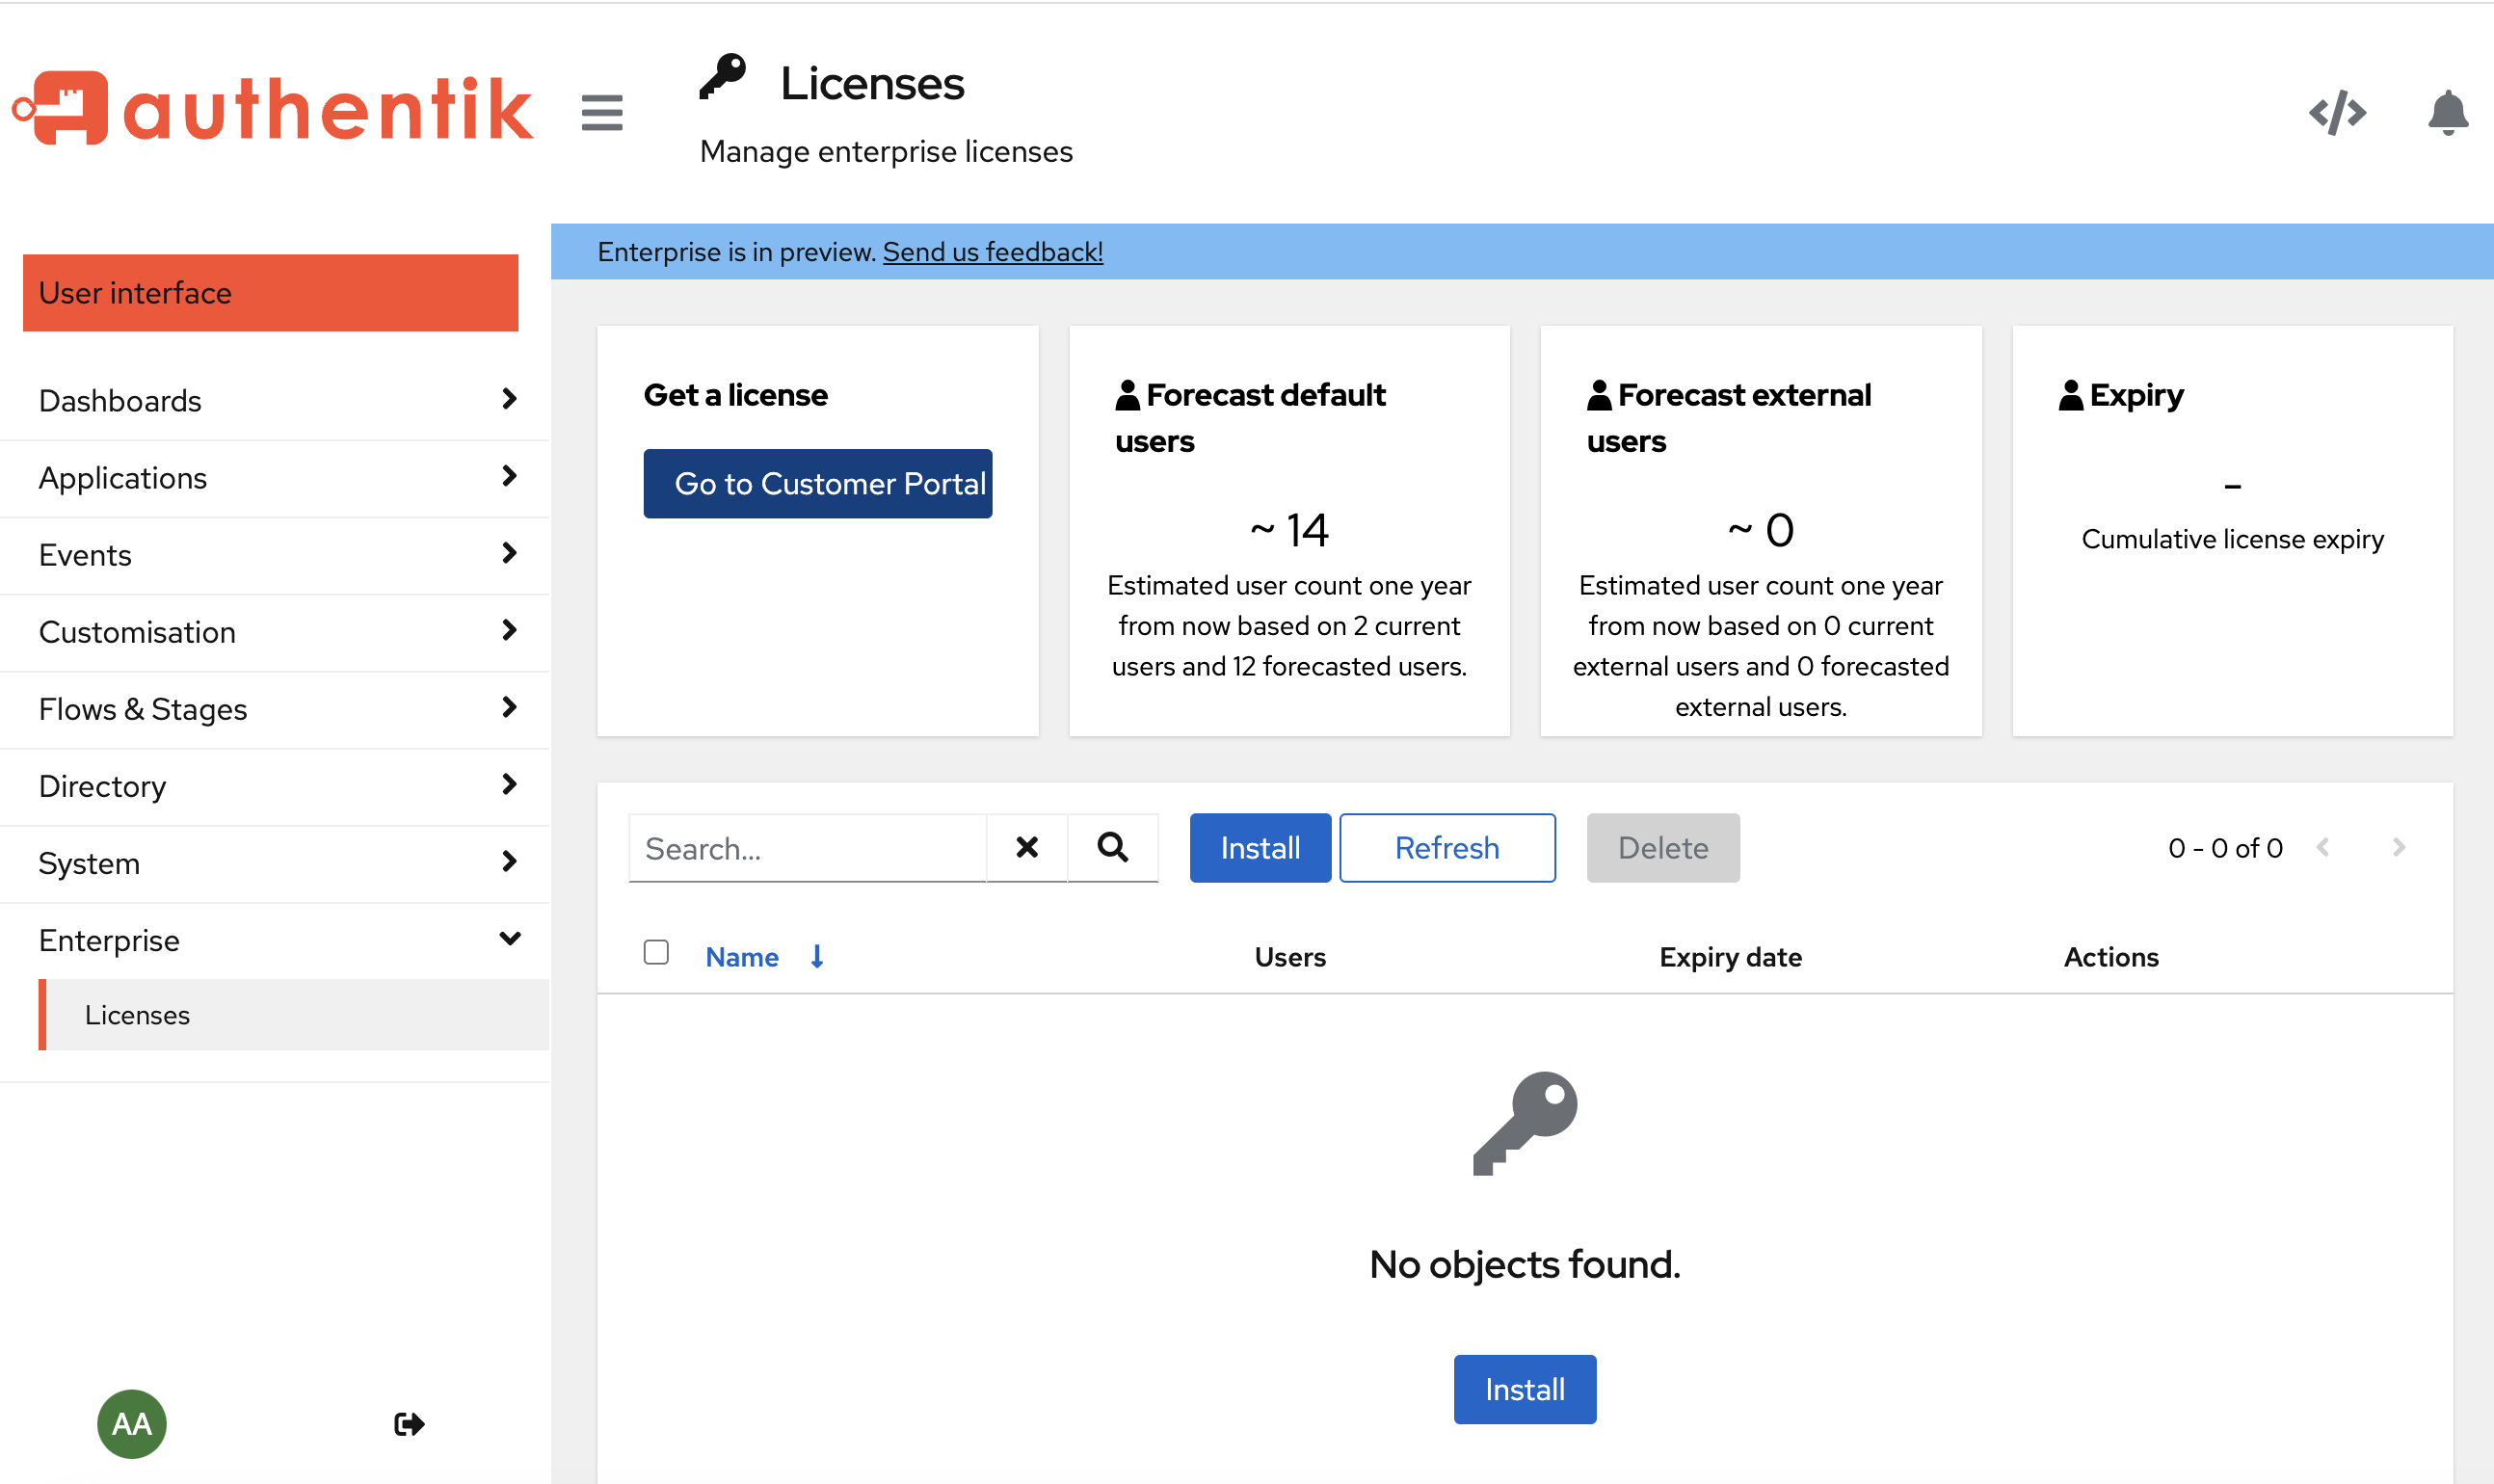 authentik
Licenses
Manage enterprise licenses
Enterprise is in preview. Send us feedback!
User interface
Dashboards
Applications
Events
Customisation
Flows & Stages
Directory
System
Enterprise
Licenses
AA
Get a license
Go to Customer Portal
Forecast default
users
~ 14
Estimated user count one year
from now based on 2 current
users and 12 forecasted users.
Forecast external
users
~ 0
Estimated user count one year
from now based on 0 current
external users and 0 forecasted
external users.
Expiry
-
Cumulative license expiry
Search...
Install
Refresh
Delete
0 - 0 of 0
Name
Users
Expiry date
Actions
No objects found.
Install